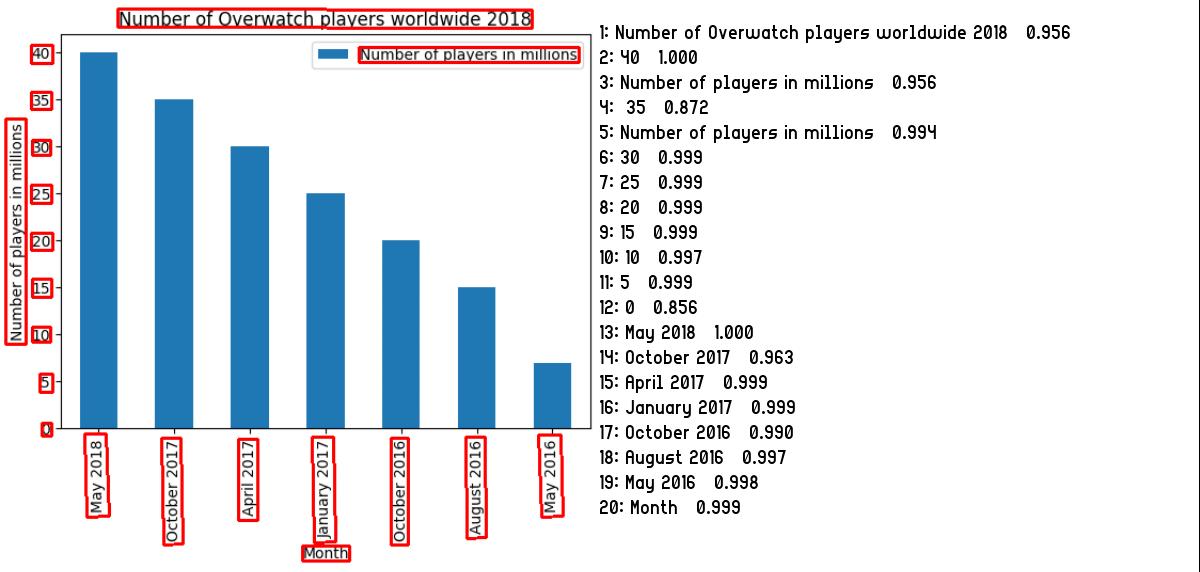 Number of Overwatch players worldwide 2018
Number of players in millions
Number of players in millions
40
35
30
25
20
15
10
5
0
May 2018
October 2017
April 2017
January 2017
October 2016
August 2016
May 2016
Month
1: Number of Overwatch players worldwide 2018 0.956
2: 40 1.000
3: Number of players in millions 0.956
4: 35 0.872
5: Number of players in millions 0.994
6: 30 0.999
7: 25 0.999
8: 20 0.999
9: 15 0.999
10: 10 0.997
11: 5 0.999
12: 0 0.856
13: May 2018 1.000
14: October 2017 0.963
15: April 2017 0.999
16: January 2017 0.999
17: October 2016 0.990
18: August 2016 0.997
19: May 2016 0.998
20: Month 0.999